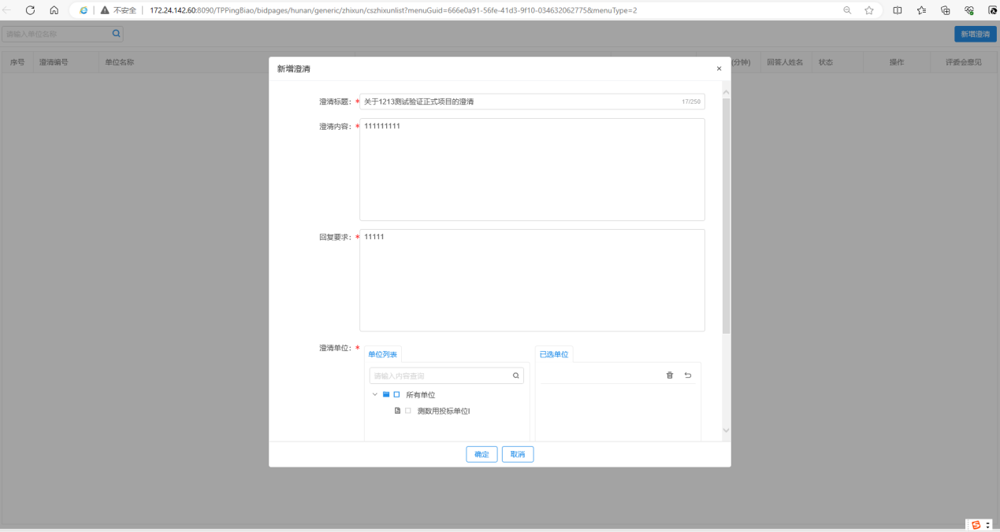 不安全 172.24.142.60:8090/TPPingBiao/bidpages/hunan/generic/zhixun/cszhixunlist?menuGuid=666e0a91-56fe-41d3-9f10-034632062775&menuType=2
请输入单位名称 新增澄清
序号 澄清编号 单位名称 (分钟) 回答人姓名 状态 操作 评委会意见
新增澄清 ×
澄清标题: * 关于1213测试验证正式项目的澄清 17/250
澄清内容: * 111111111
回复要求: * 11111
澄清单位: * 单位列表 已选单位
请输入内容查询
所有单位
测数用投标单位I
确定 取消